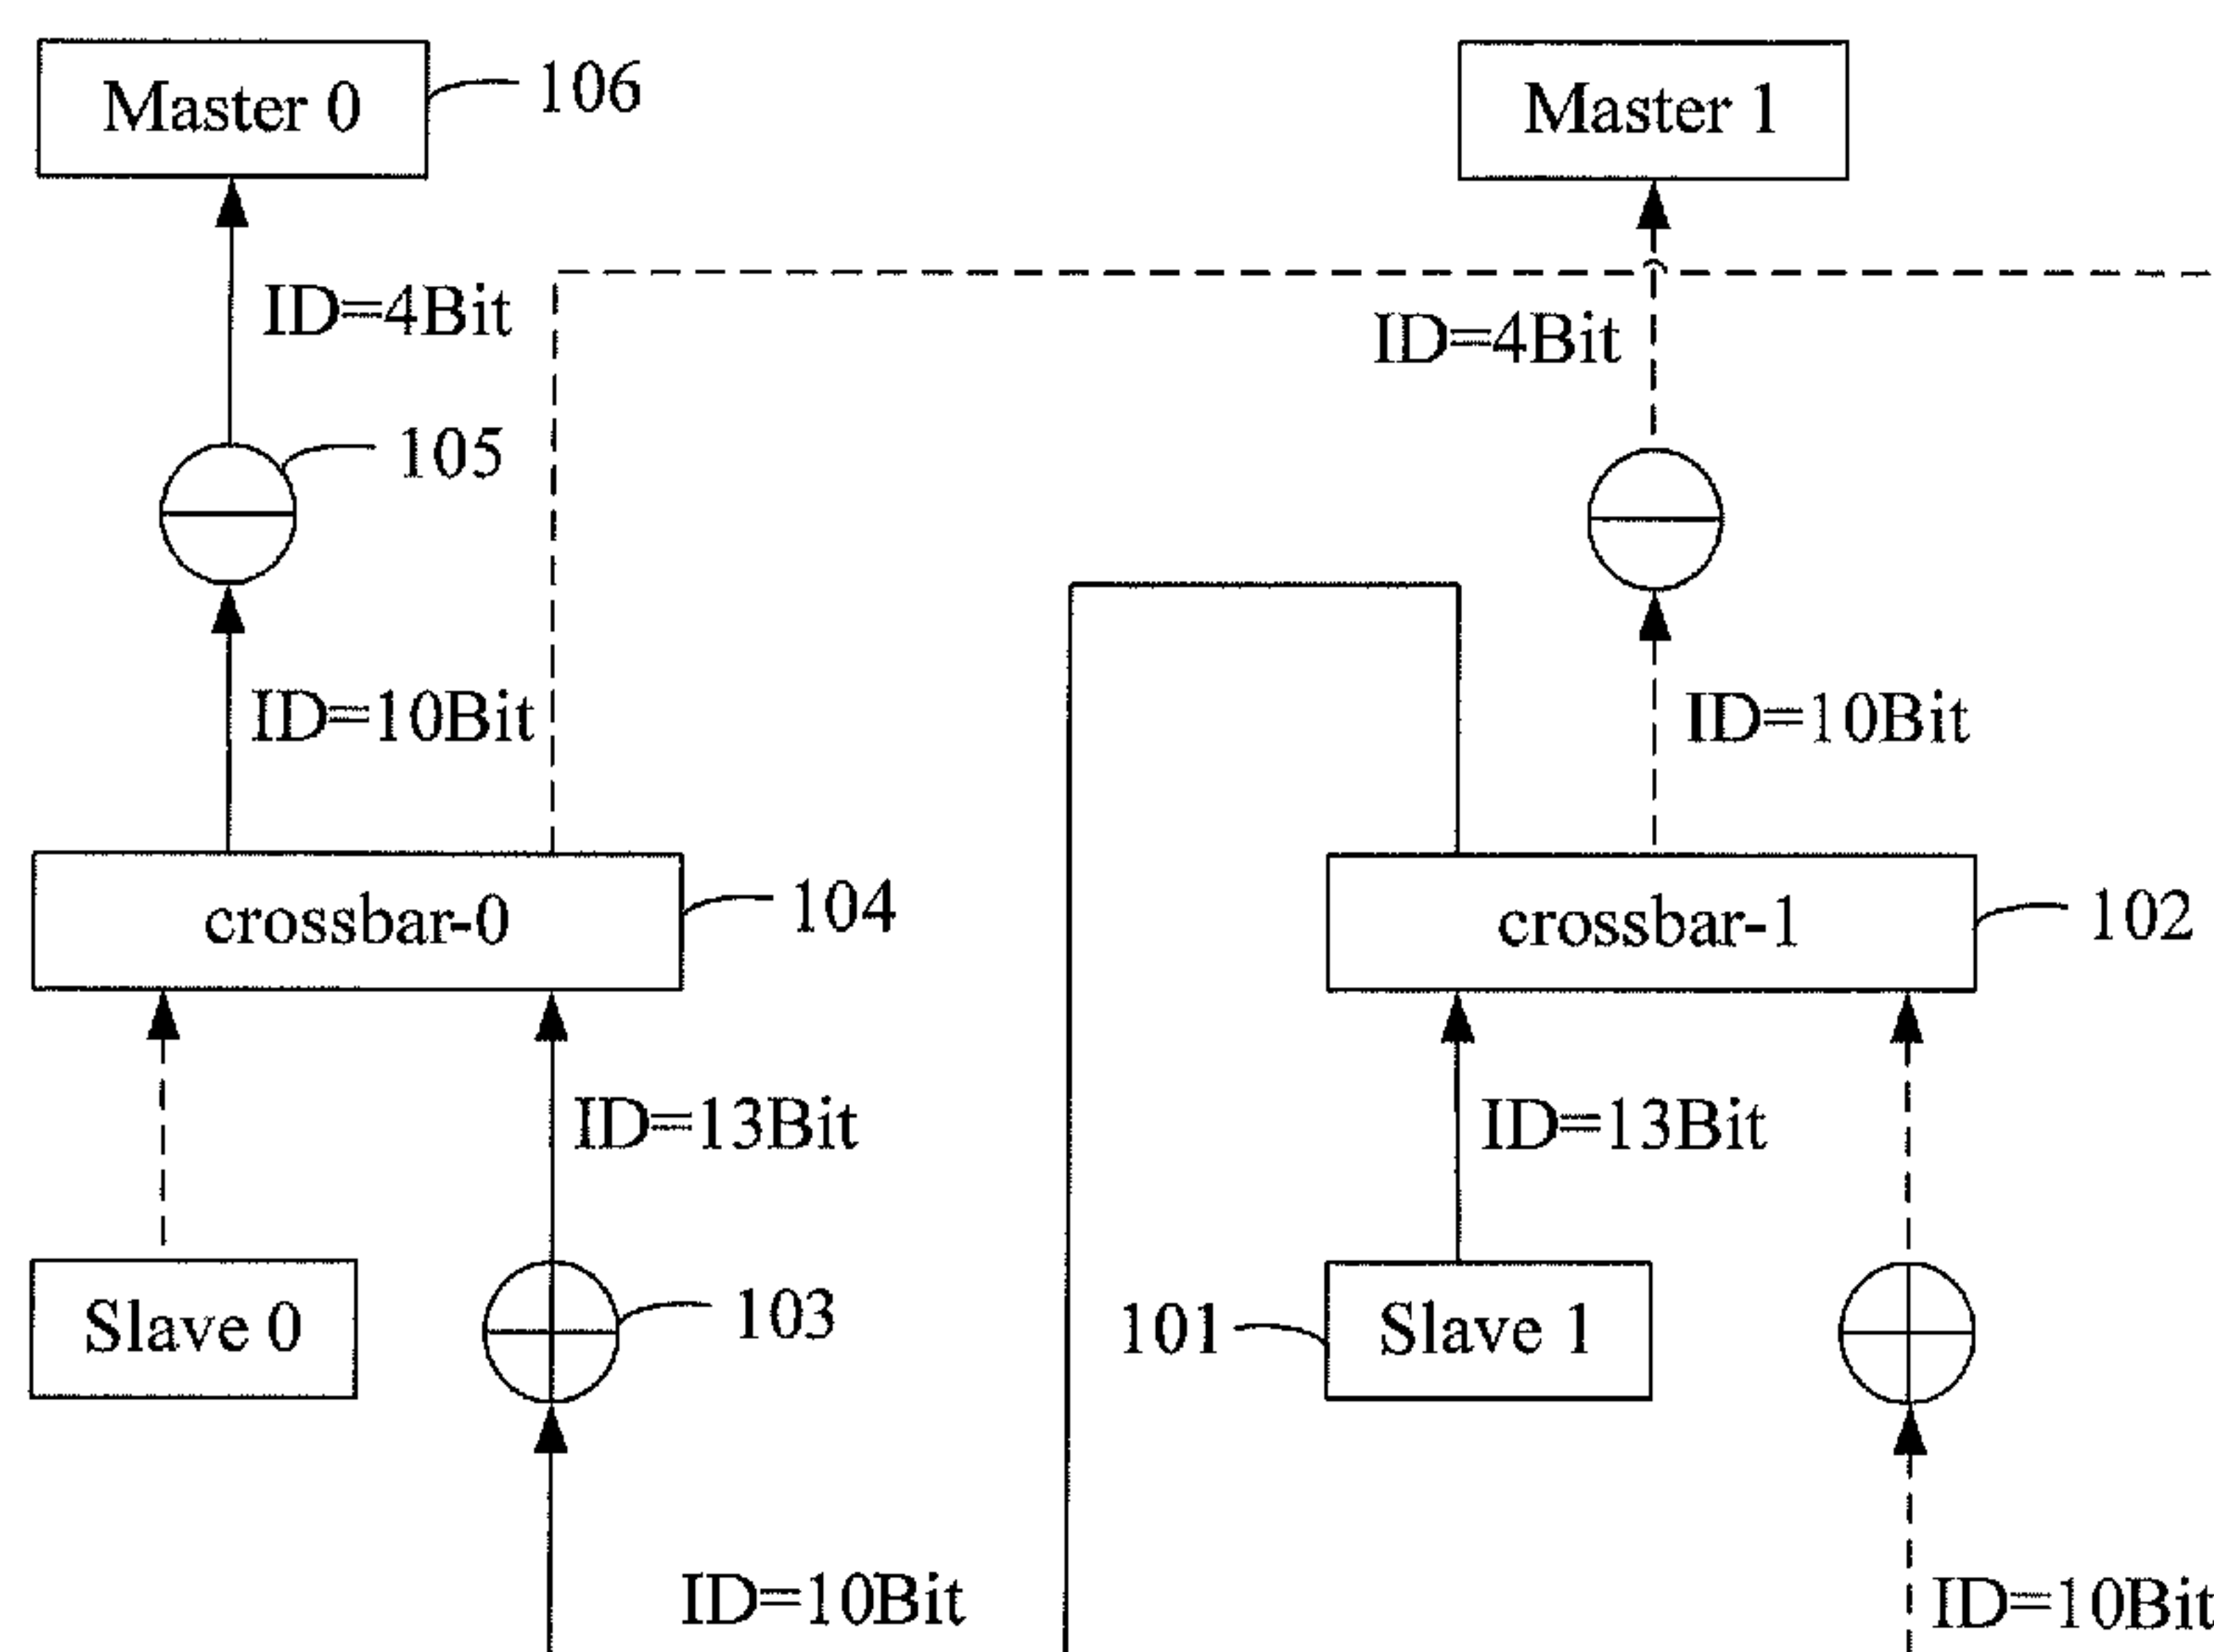 Master 0
106
Master 1
ID=4Bit
ID=4Bit
105
ID=10Bit
ID=10Bit
crossbar-0
104
crossbar-1
102
ID=13Bit
ID=13Bit
Slave 0
103
101
Slave 1
ID=10Bit
ID=10Bit